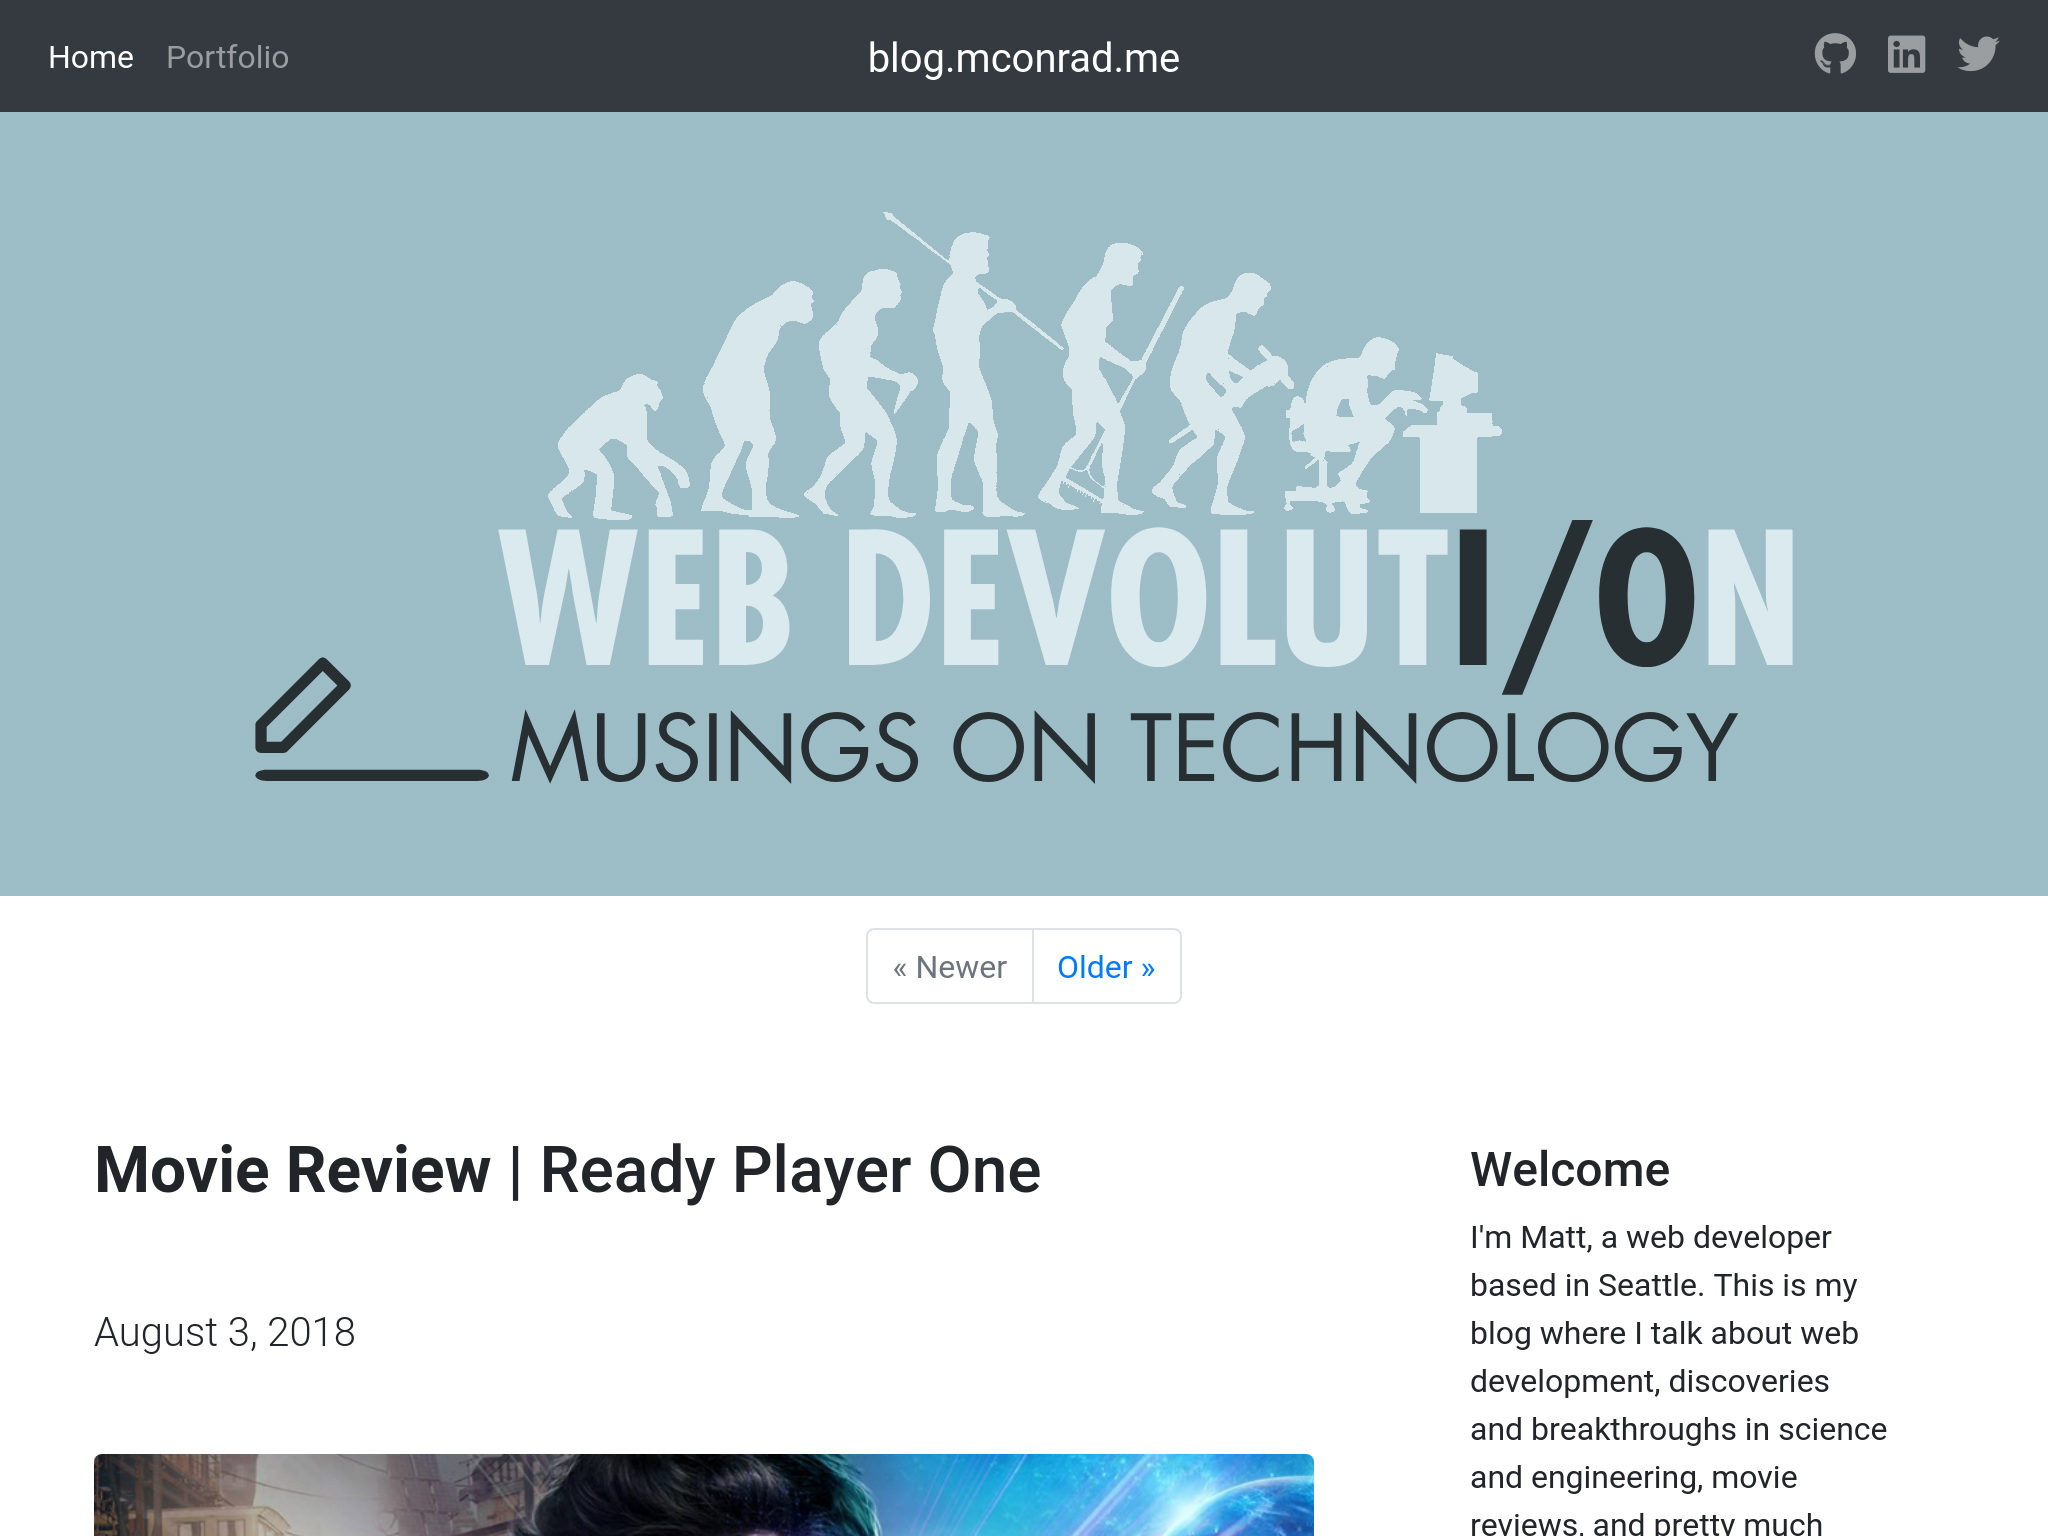 Home Portfolio blog.mconrad.me
WEB DEVOLUTI/ON
MUSINGS ON TECHNOLOGY
« Newer Older »
Movie Review | Ready Player One
August 3, 2018
Welcome
I'm Matt, a web developer
based in Seattle. This is my
blog where I talk about web
development, discoveries
and breakthroughs in science
and engineering, movie
reviews, and pretty much